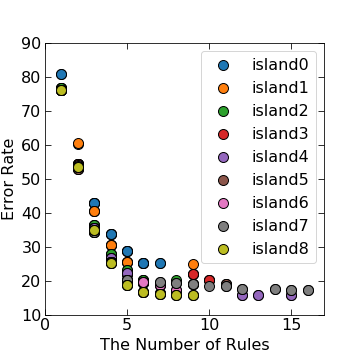 90
80
70
60
50
40
30
20
10
Error Rate
island0
island1
island2
island3
island4
island5
island6
island7
island8
0
5
10
15
The Number of Rules